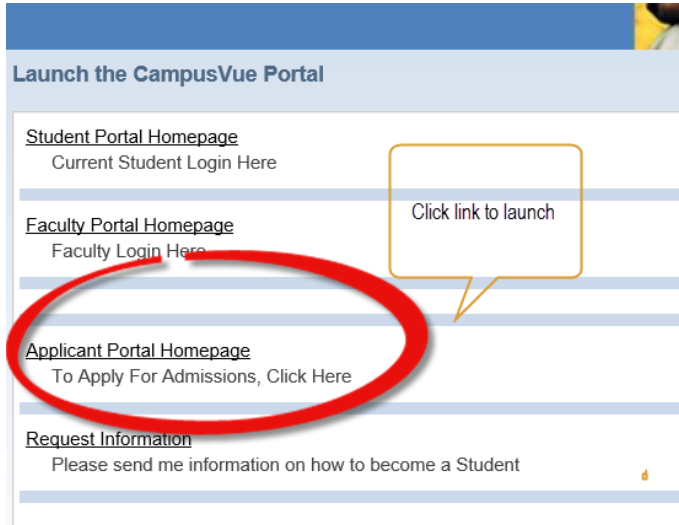 Launch the CampusVue Portal
Student Portal Homepage
Current Student Login Here
Click link to launch
Faculty Portal Homepage
Faculty Login Here
Applicant Portal Homepage
To Apply For Admissions, Click Here
Request Information
Please send me information on how to become a Student